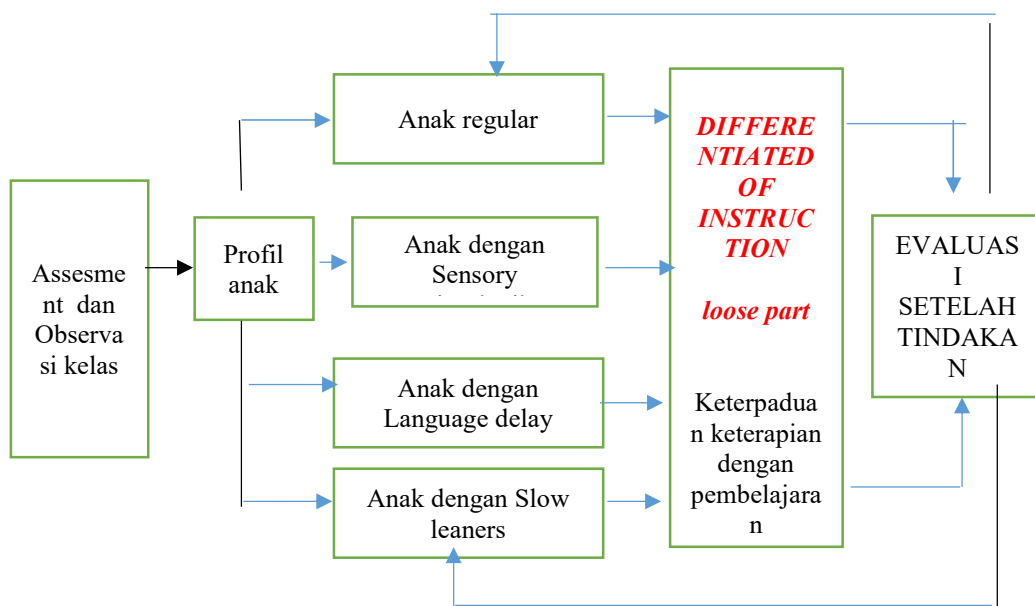 Assesme
nt dan
Observa
si kelas
Profil
anak
Anak regular
Anak dengan
Sensory
Anak dengan
Language delay
Anak dengan Slow
leaners
DIFFERE
NTIATED
OF
INSTRUC
TION
loose part
Keterpadua
n keterapian
dengan
pembelajara
n
EVALUAS
I
SETELAH
TINDAKA
N